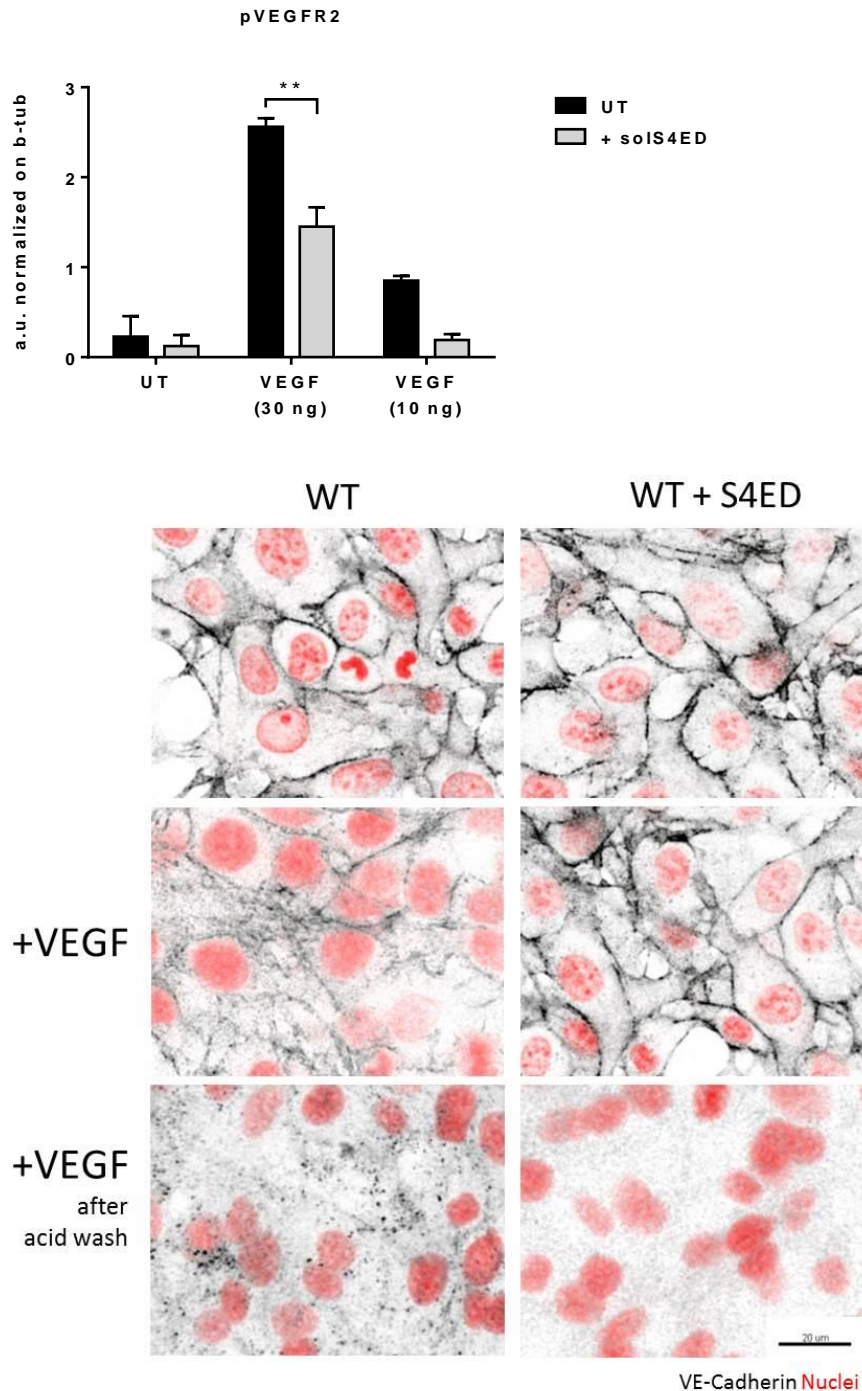 pVEGFR2
a.u. normalized on b-tub
3
2
1
0
**
UT
+ solS4ED
UT
VEGF
(30 ng)
VEGF
(10 ng)
WT
WT + S4ED
+VEGF
+VEGF
after
acid wash
20 um
VE-Cadherin Nuclei